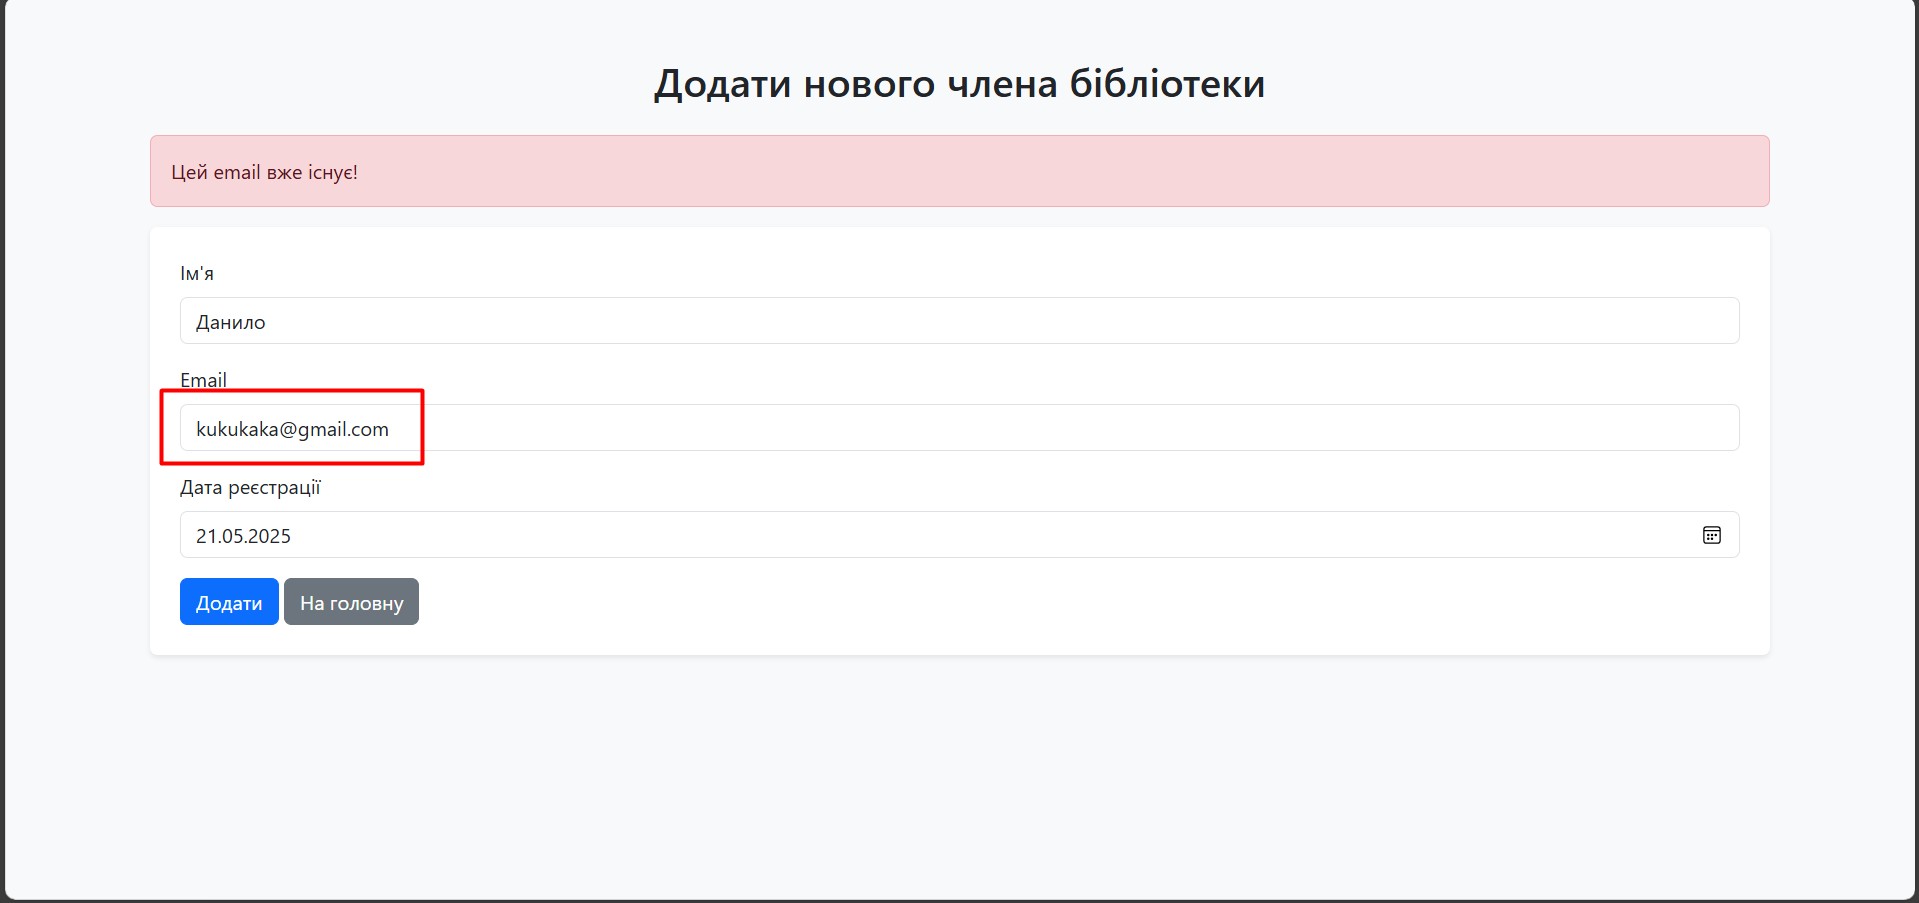 Додати нового члена бібліотеки
Цей email вже існує!
Ім'я
Данило
Email
kukukaka@gmail.com
Дата реєстрації
21.05.2025
Додати На головну